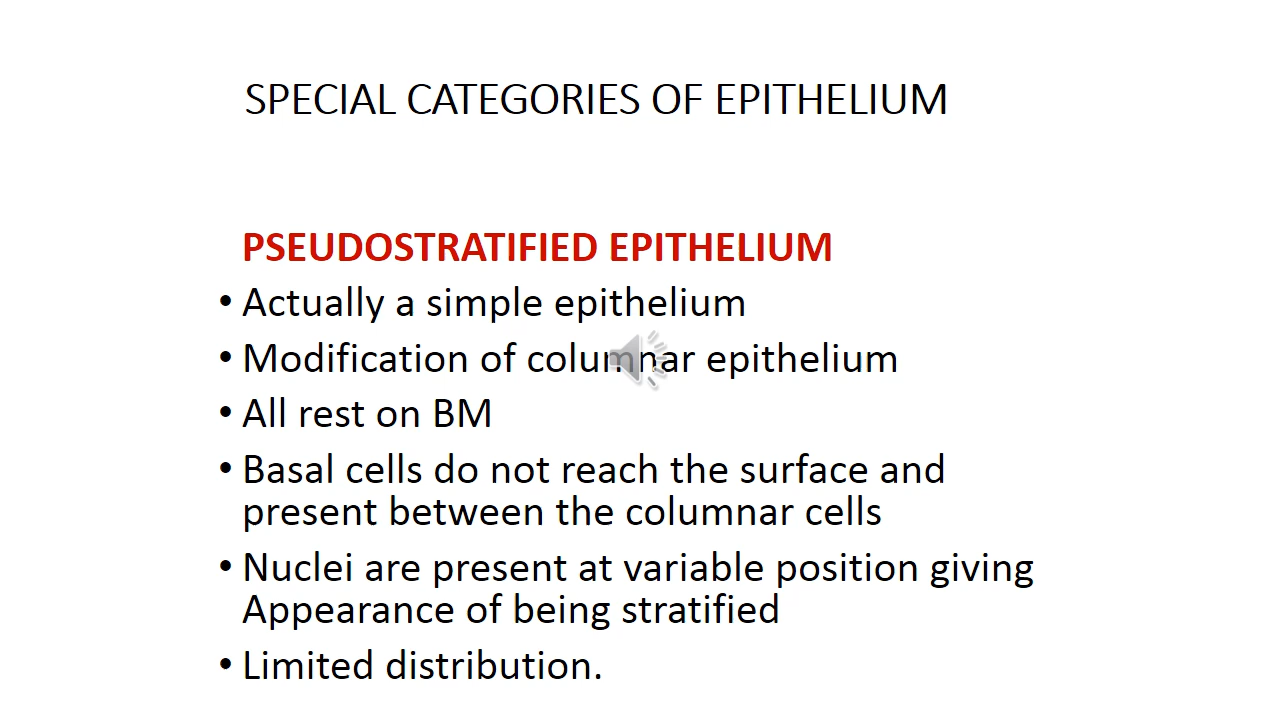 SPECIAL CATEGORIES OF EPITHELIUM
PSEUDOSTRATIFIED EPITHELIUM
• Actually a simple epithelium
• Modification of columnar epithelium
• All rest on BM
• Basal cells do not reach the surface and
present between the columnar cells
• Nuclei are present at variable position giving
Appearance of being stratified
• Limited distribution.